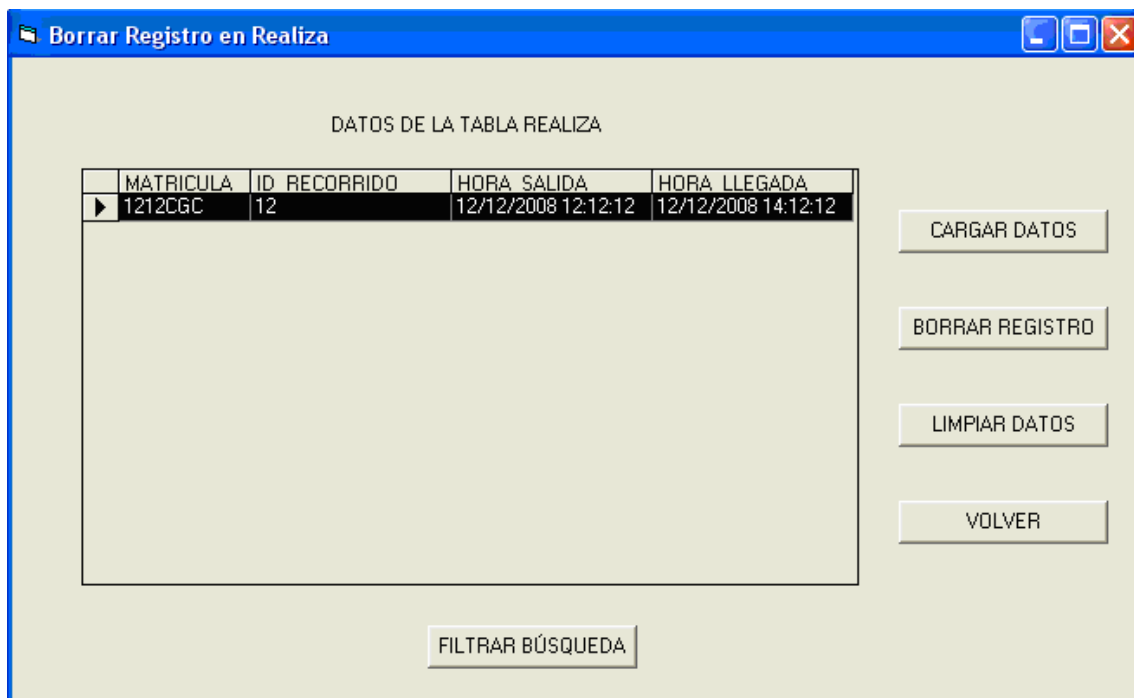 Borrar Registro en Realiza
DATOS DE LA TABLA REALIZA
MATRICULA ID_RECORRIDO HORA_SALIDA HORA_LLEGADA
1212CGC 12 12/12/2008 12:12:12 12/12/2008 14:12:12
CARGAR DATOS
BORRAR REGISTRO
LIMPIAR DATOS
VOLVER
FILTRAR BÚSQUEDA